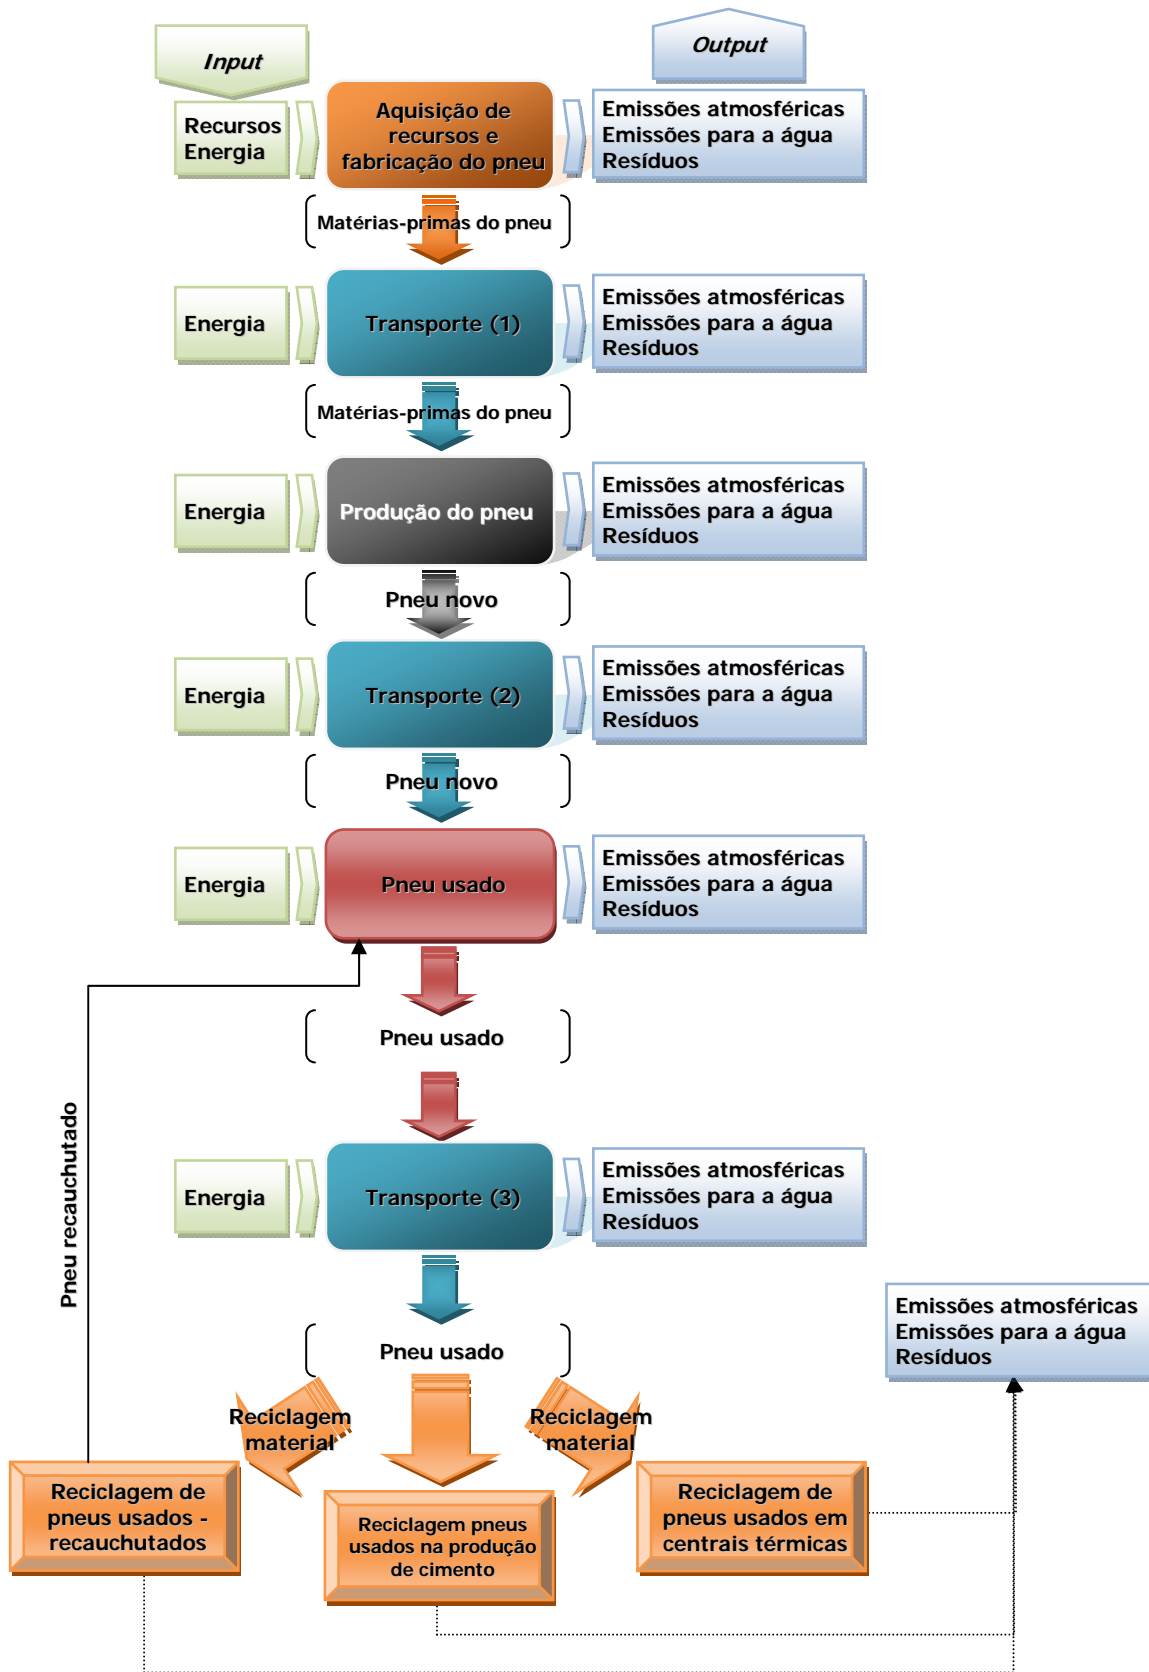 Input
Output
Recursos
Energia
Aquisição de
recursos e
fabricação do pneu
Emissões atmosféricas
Emissões para a água
Resíduos
Matérias-primas do pneu
Energia
Transporte (1)
Emissões atmosféricas
Emissões para a água
Resíduos
Matérias-primas do pneu
Energia
Produção do pneu
Emissões atmosféricas
Emissões para a água
Resíduos
Pneu novo
Energia
Transporte (2)
Emissões atmosféricas
Emissões para a água
Resíduos
Pneu novo
Energia
Pneu usado
Emissões atmosféricas
Emissões para a água
Resíduos
Pneu usado
Pneu recauchutado
Energia
Transporte (3)
Emissões atmosféricas
Emissões para a água
Resíduos
Pneu usado
Emissões atmosféricas
Emissões para a água
Resíduos
Reciclagem
material
Reciclagem
material
Reciclagem de
pneus usados -
recauchutados
Reciclagem pneus
usados na produção
de cimento
Reciclagem de
pneus usados em
centrais térmicas